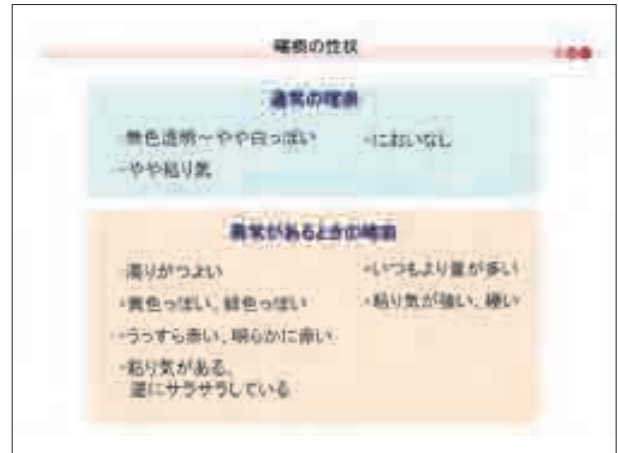 喀痰の性状
通常の喀痰
・無色透明～やや白っぽい
・においなし
・やや粘り気
異常があるときの喀痰
・濁りがつよい
・いつもより量が多い
・黄色っぽい、緑色っぽい
・粘り気が強い、硬い
・うっすら赤い、明らかに赤い
・粘り気がある、
逆にサラサラしている